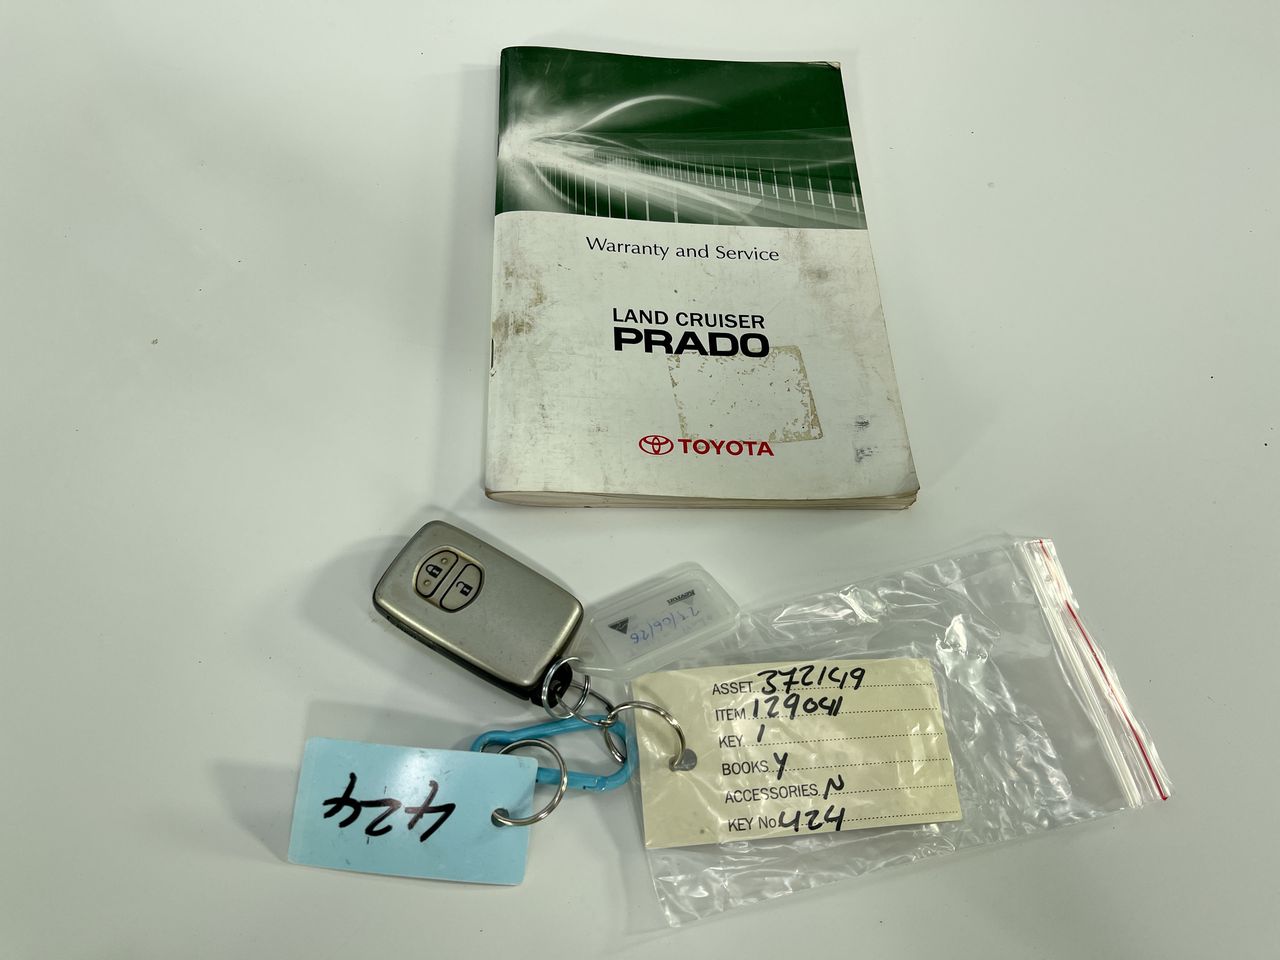 Warranty and Service
LAND CRUISER
PRADO
TOYOTA
ASSET 372149
ITEM 129041
KEY 1
BOOKS Y
ACCESSORIES N
KEY No 424
424